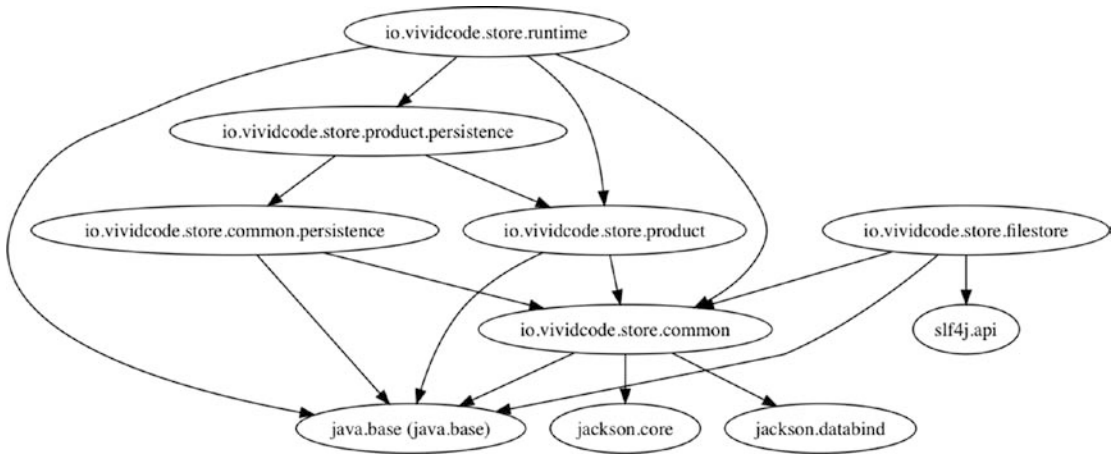 io.vividcode.store.runtime
io.vividcode.store.product.persistence
io.vividcode.store.common.persistence
io.vividcode.store.product
io.vividcode.store.filestore
io.vividcode.store.common
slf4j.api
java.base (java.base)
jackson.core
jackson.databind